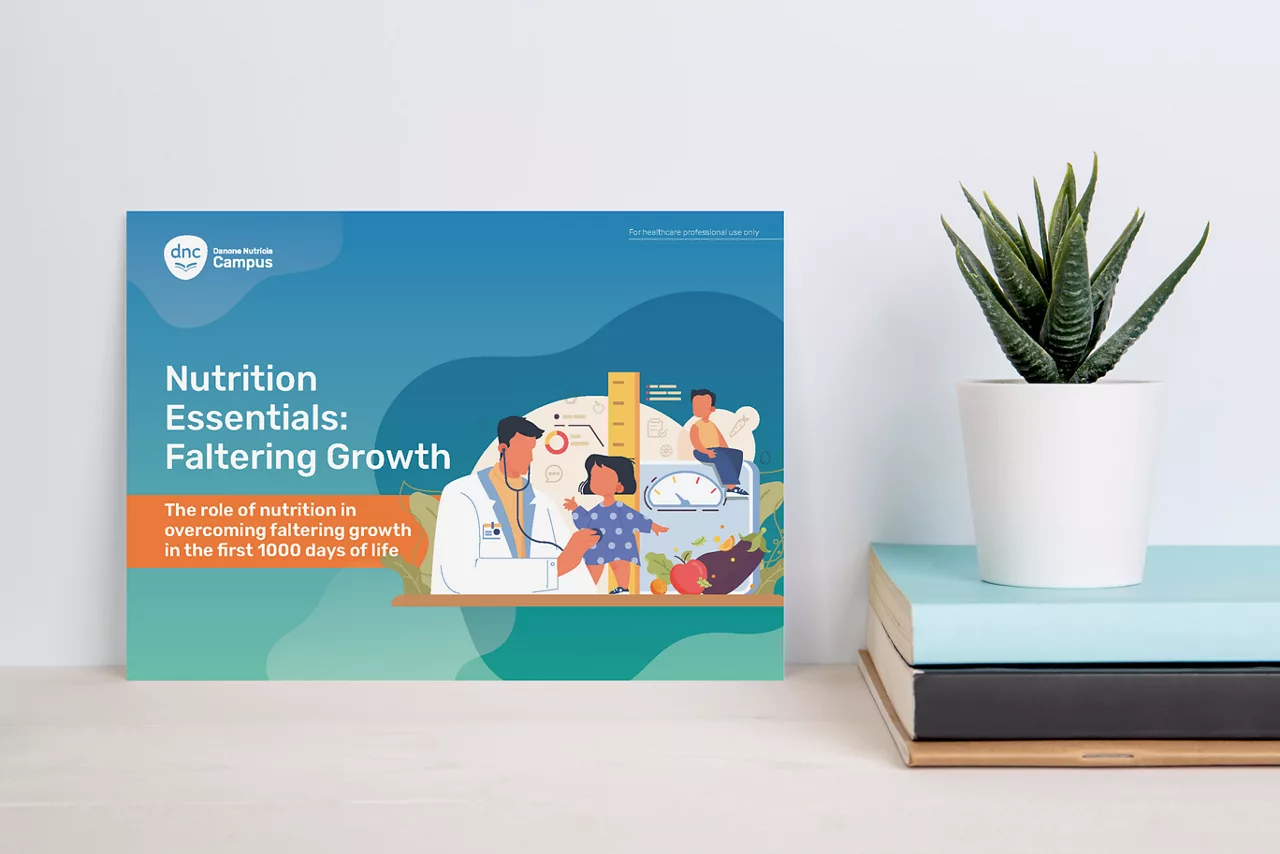 dnc
Danone Nutricia
Campus
For healthcare professional use only
Nutrition
Essentials:
Faltering Growth
The role of nutrition in
overcoming faltering growth
in the first 1000 days of life